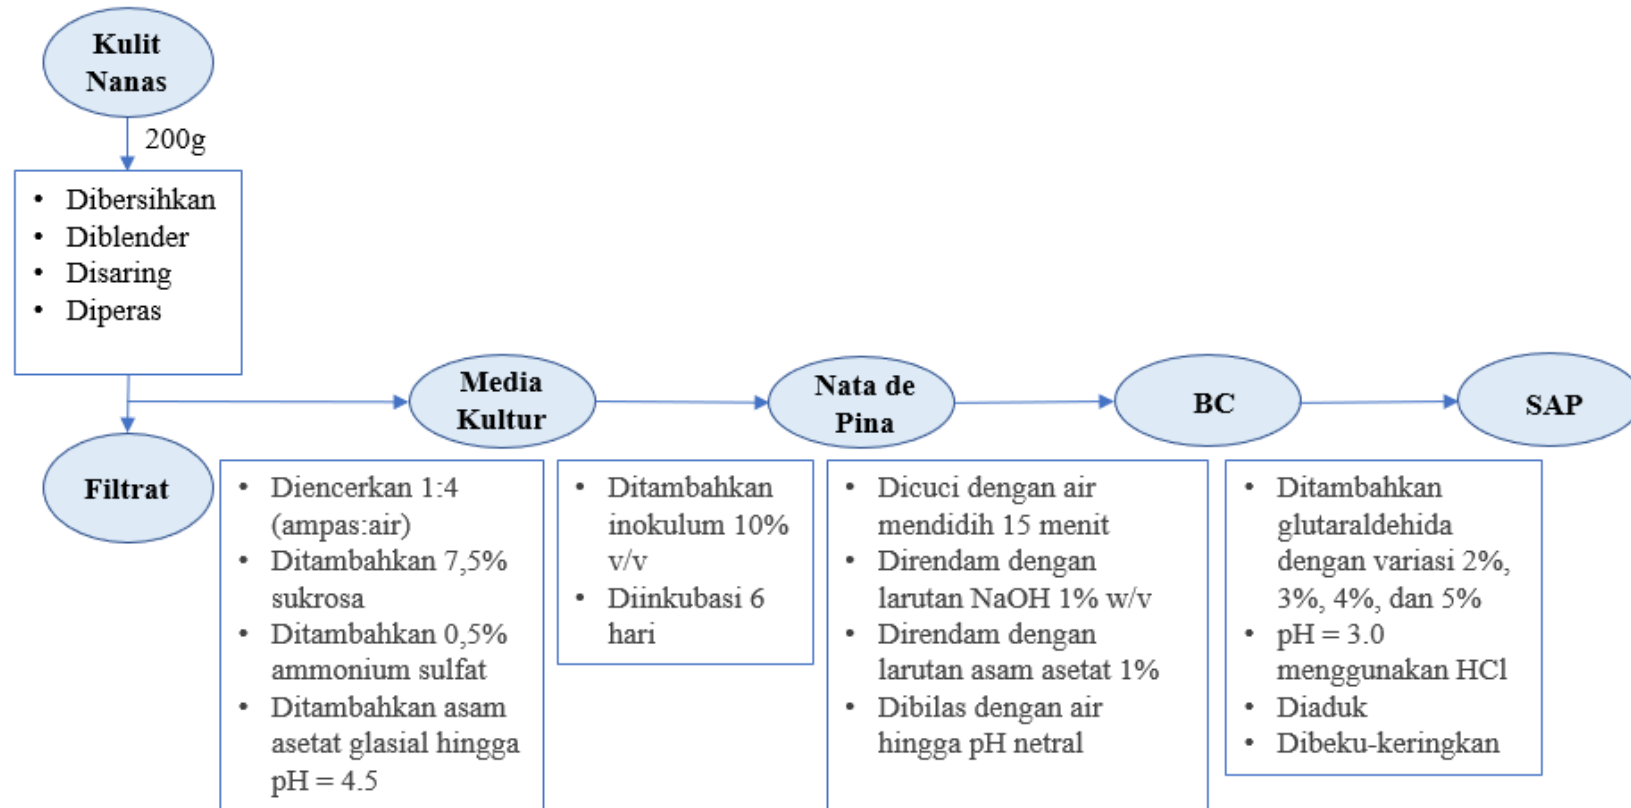 Kulit
Nanas
200g
• Dibersihkan
• Diblender
• Disaring
• Diperas
Filtrat
Media
Kultur
• Diencerkan 1:4
(ampas:air)
• Ditambahkan 7,5%
sukrosa
• Ditambahkan 0,5%
ammonium sulfat
• Ditambahkan asam
asetat glasial hingga
pH = 4.5
• Ditambahkan
inokulum 10%
v/v
• Diinkubasi 6
hari
Nata de
Pina
• Dicuci dengan air
mendidih 15 menit
• Direndam dengan
larutan NaOH 1% w/v
• Direndam dengan
larutan asam asetat 1%
• Dibilas dengan air
hingga pH netral
BC
• Ditambahkan
glutaraldehida
dengan variasi 2%,
3%, 4%, dan 5%
• pH = 3.0
menggunakan HCl
• Diaduk
• Dibeku-keringkan
SAP